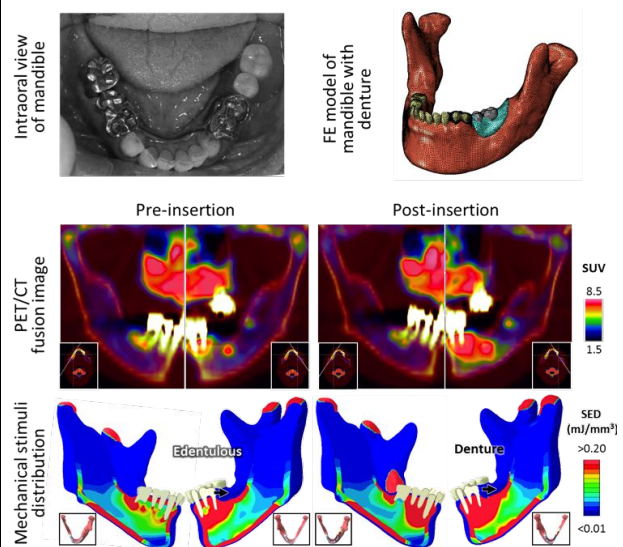 Intraoral view
of mandible
FE model of
mandible with
denture
Pre-insertion
Post-insertion
PET/CT
fusion image
SUV
8.5
1.5
Mechanical stimuli
distribution
Edentulous
Denture
SED
(mJ/mm³)
>0.20
<0.01